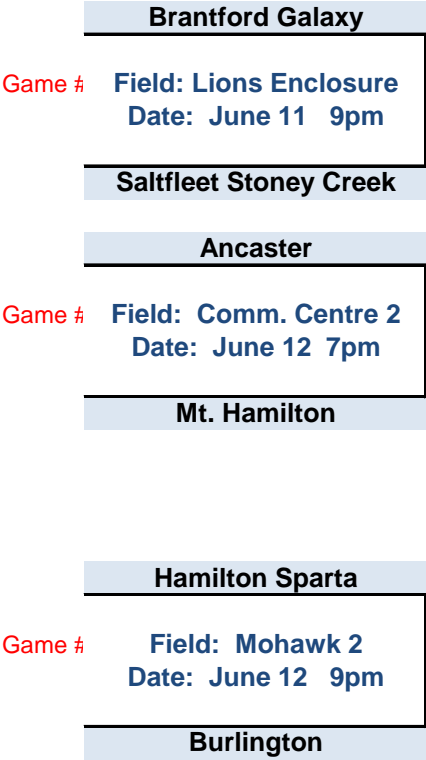 Brantford Galaxy
Game # Field: Lions Enclosure
Date: June 11 9pm
Saltfleet Stoney Creek
Ancaster
Game # Field: Comm. Centre 2
Date: June 12 7pm
Mt. Hamilton
Hamilton Sparta
Game # Field: Mohawk 2
Date: June 12 9pm
Burlington